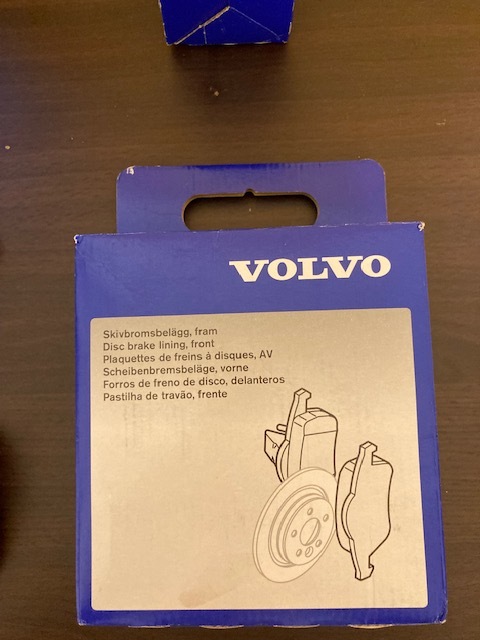 VOLVO
Skivbromsbelägg, fram
Disc brake lining, front
Plaquettes de freins á disques, AV
Scheibenbremsbeläge, vorne
Forros de freno de disco, delanteros
Pastilha de travão, frente